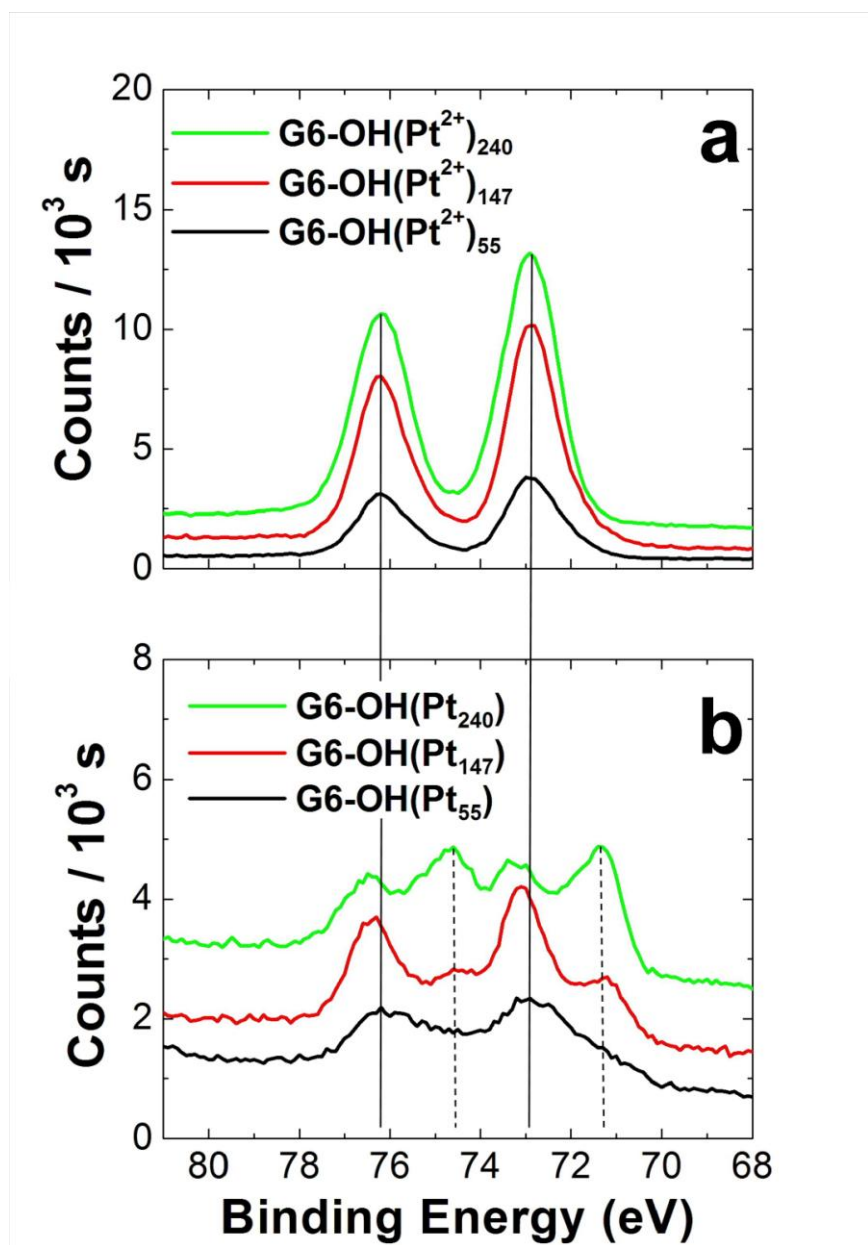 a
20
15
10
5
0
Counts / 10³ s
G6-OH(Pt²⁺)₂₄₀
G6-OH(Pt²⁺)₁₄₇
G6-OH(Pt²⁺)₅₅
b
8
6
4
2
0
Counts / 10³ s
G6-OH(Pt₂₄₀)
G6-OH(Pt₁₄₇)
G6-OH(Pt₅₅)
80 78 76 74 72 70 68
Binding Energy (eV)